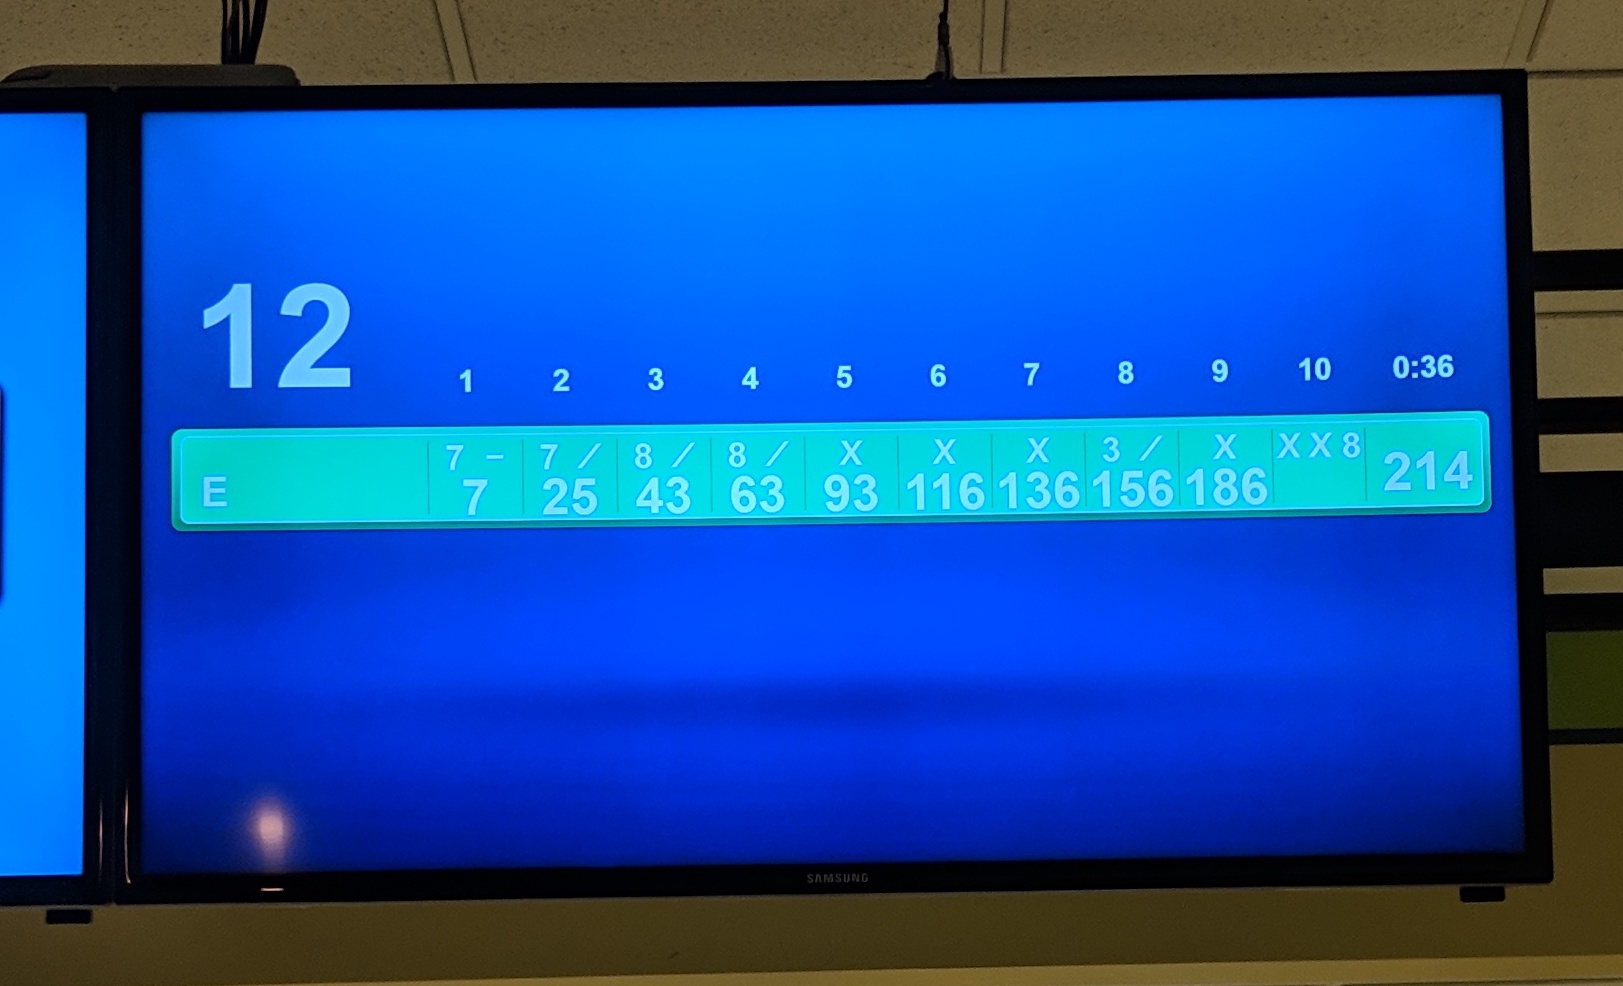 12
1 2 3 4 5 6 7 8 9 10 0:36
7 - 7 / 8 / 8 / X X X 3 / X X X 8
E 7 25 43 63 93 116 136 156 186 214
SAMSUNG